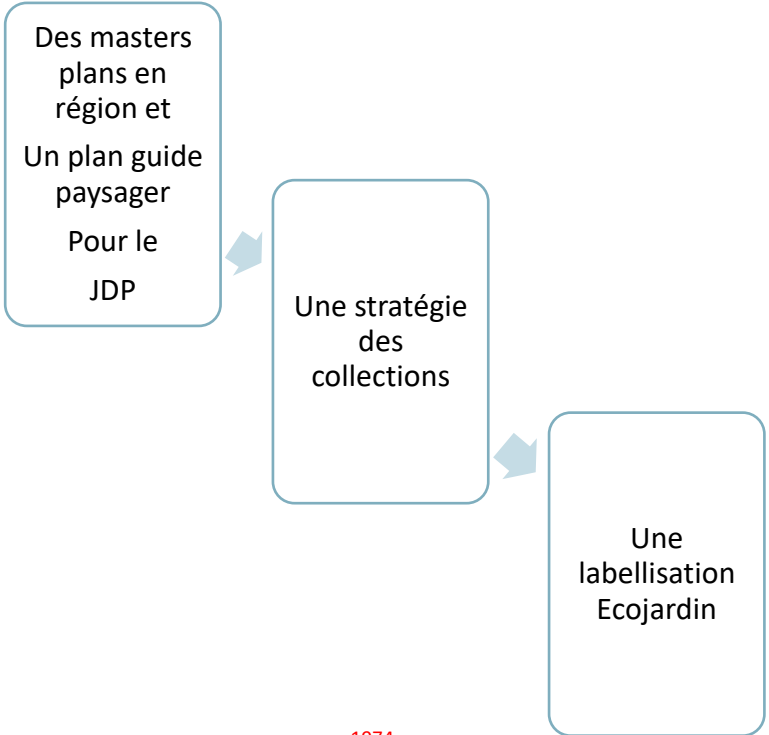 Des masters
plans en
région et
Un plan guide
paysager
Pour le
JDP
Une stratégie
des
collections
Une
labellisation
Ecojardin